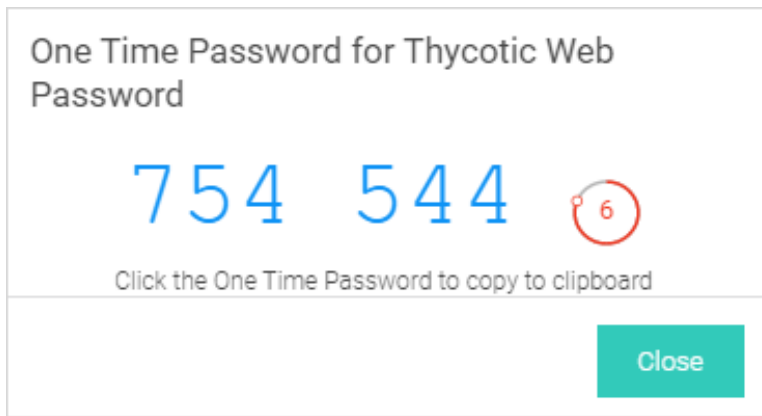 One Time Password for Thycotic Web
Password
754 544 6
Click the One Time Password to copy to clipboard
Close